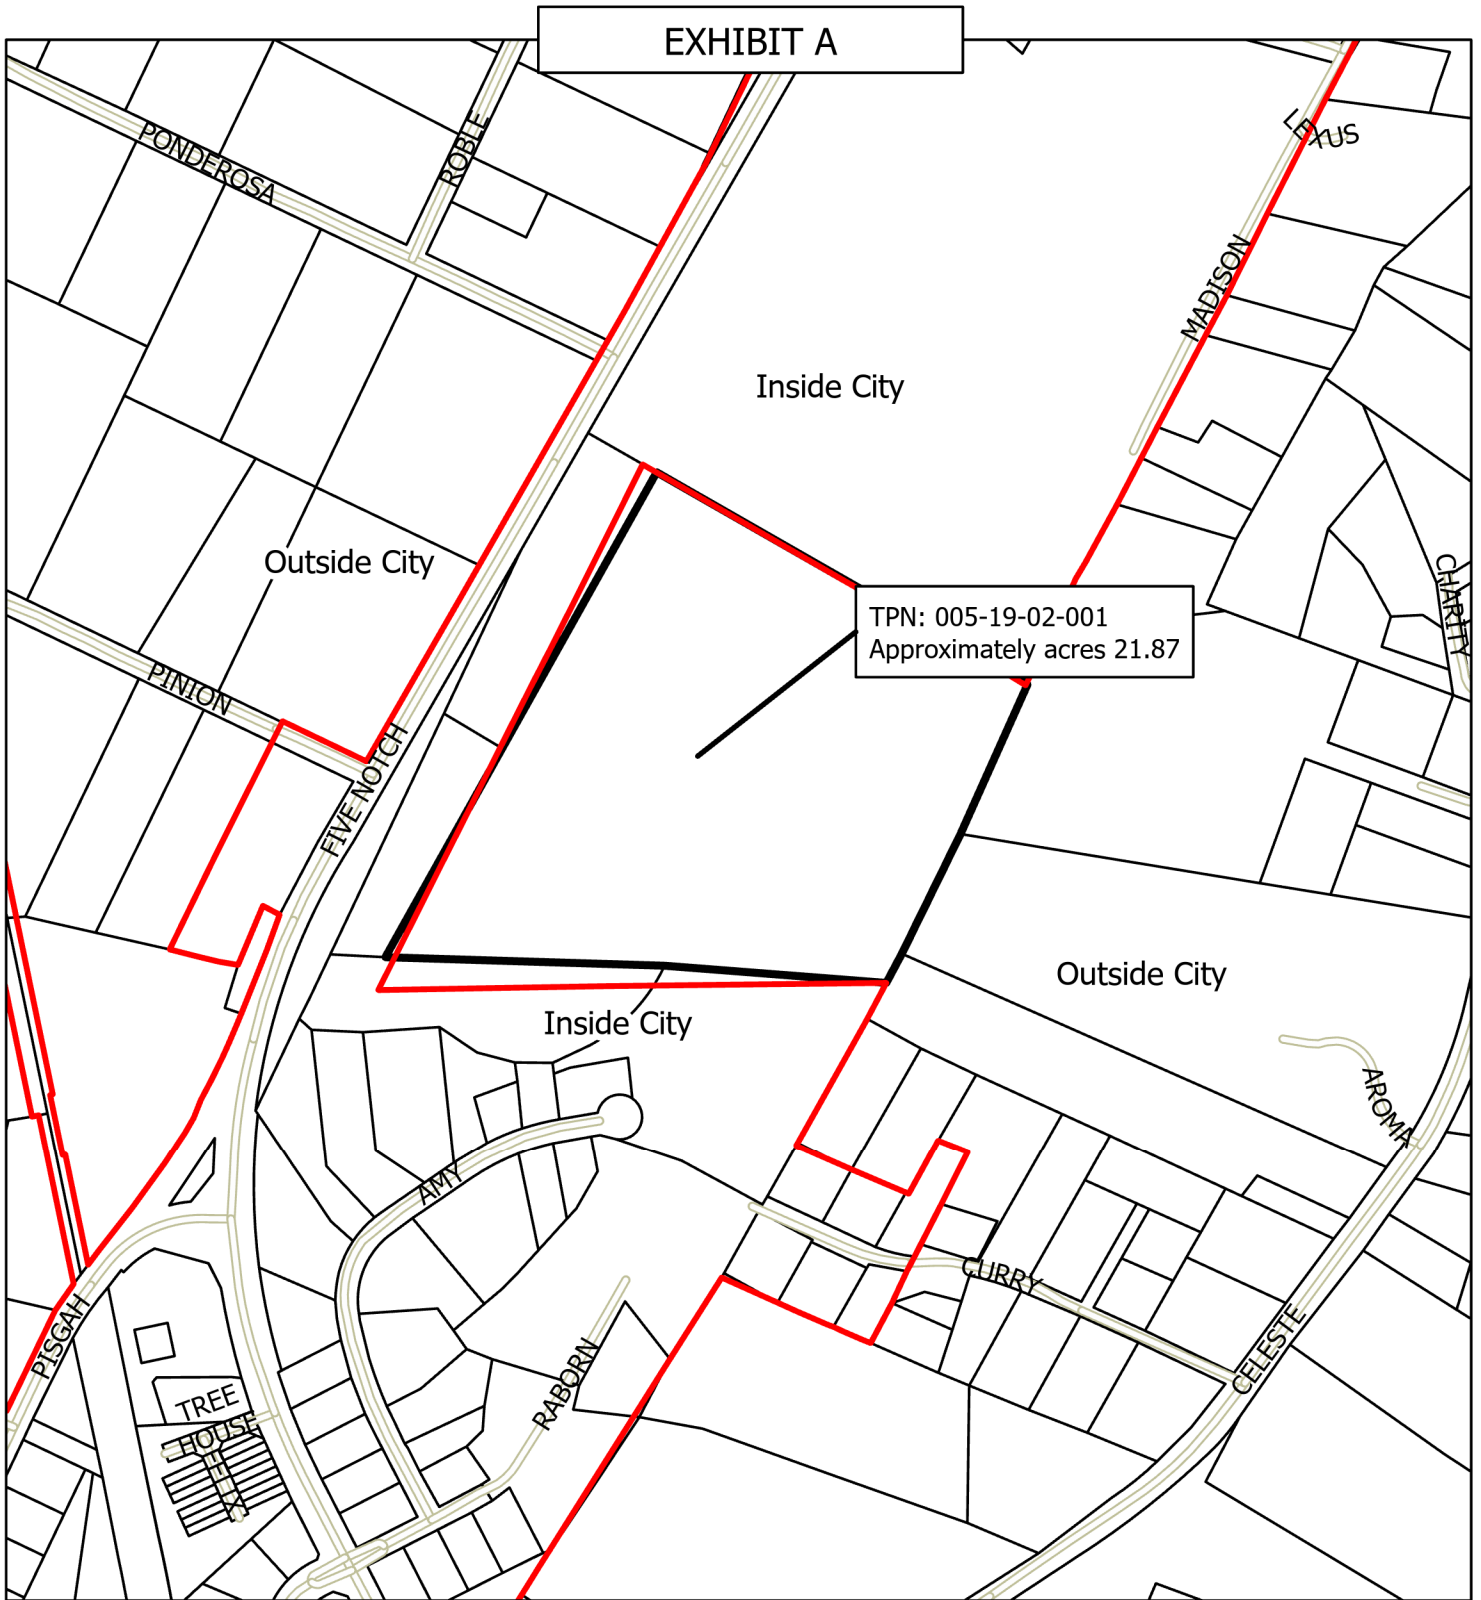 EXHIBIT A
PONDEROSA
ROBLE
LEXUS
MADISON
Inside City
Outside City
CHARITY
TPN: 005-19-02-001
Approximately acres 21.87
PINION
FIVE NOTCH
Outside City
Inside City
AROMA
AMY
CURRY
PISGAH
RABORN
CELESTE
TREE
HOUSE